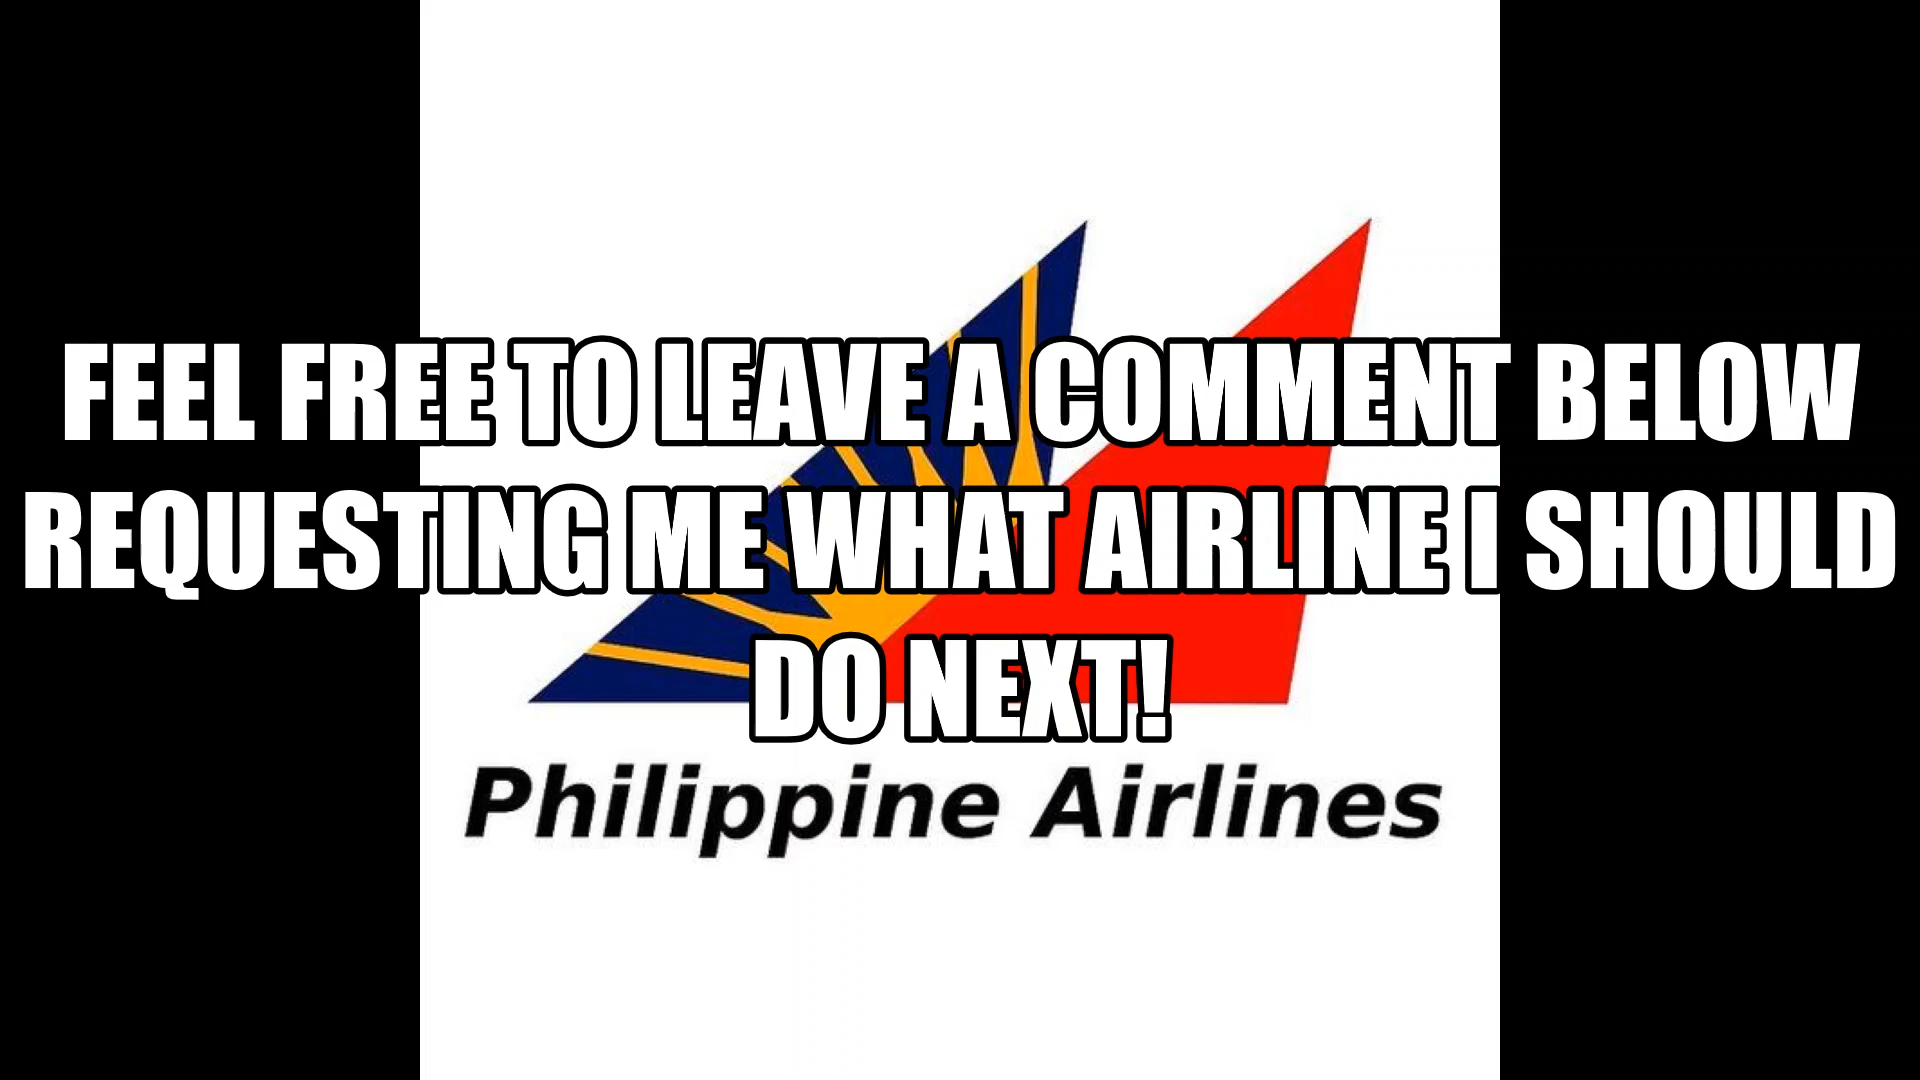 FEEL FREE TO LEAVE A COMMENT BELOW
REQUESTING ME WHAT AIRLINE I SHOULD
DO NEXT!
Philippine Airlines